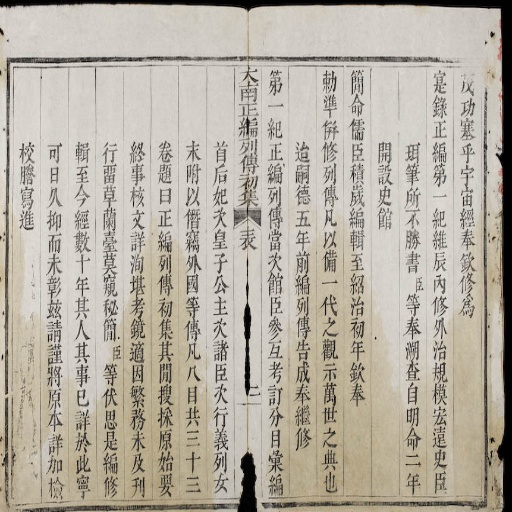 茂功塞乎宇宙經奉欽修爲
寔錄正編第一紀維辰內修外治規模宏遠史臣
珥筆所不勝書臣等奉溯查自明命二年
開設史館
簡命儒臣積歲編輯至紹治初年欽奉
勅準辦修列傳凡以備一代之觀示萬世之典也
迨嗣德五年前編列傳告成奉繼修
第一紀正編列傳當次館臣參互考訂分目彙編
大南正編列傳初集 表 二
首后妃次皇子公主次諸臣次行義列女
末附以僭竊外國等傳凡八目共三十三
卷題曰正編列傳初集其間搜採原始要
終事核文詳洵堪考鏡適因繁務未及刊
行留草蘭臺莫窺秘簡臣等伏思是編修
輯至今經數十年其人其事已詳於此寧
可日久抑而未彰玆請謹將原本詳加檢
校謄寫進